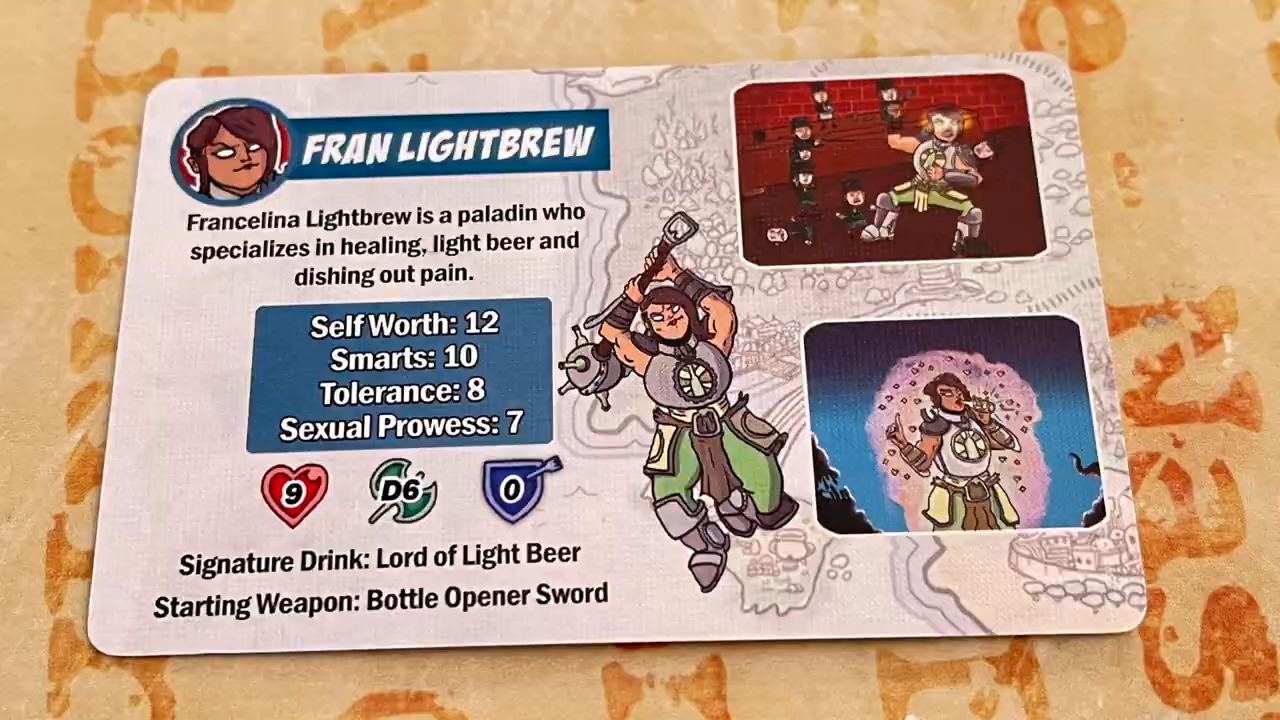 FRAN LIGHTBREW
Francelina Lightbrew is a paladin who
specializes in healing, light beer and
dishing out pain.
Self Worth: 12
Smarts: 10
Tolerance: 8
Sexual Prowess: 7
9 D6 0
Signature Drink: Lord of Light Beer
Starting Weapon: Bottle Opener Sword